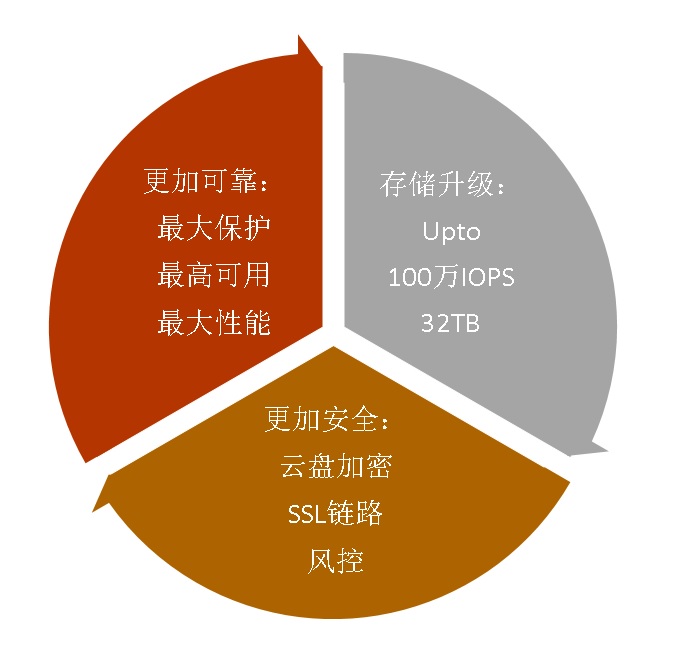 更加可靠：
最大保护
最高可用
最大性能
存储升级：
Upto
100万IOPS
32TB
更加安全：
云盘加密
SSL链路
风控